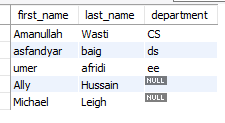 first_name last_name department
Amanullah Wasti CS
asfandyar baig ds
umer afridi ee
Ally Hussain NULL
Michael Leigh NULL